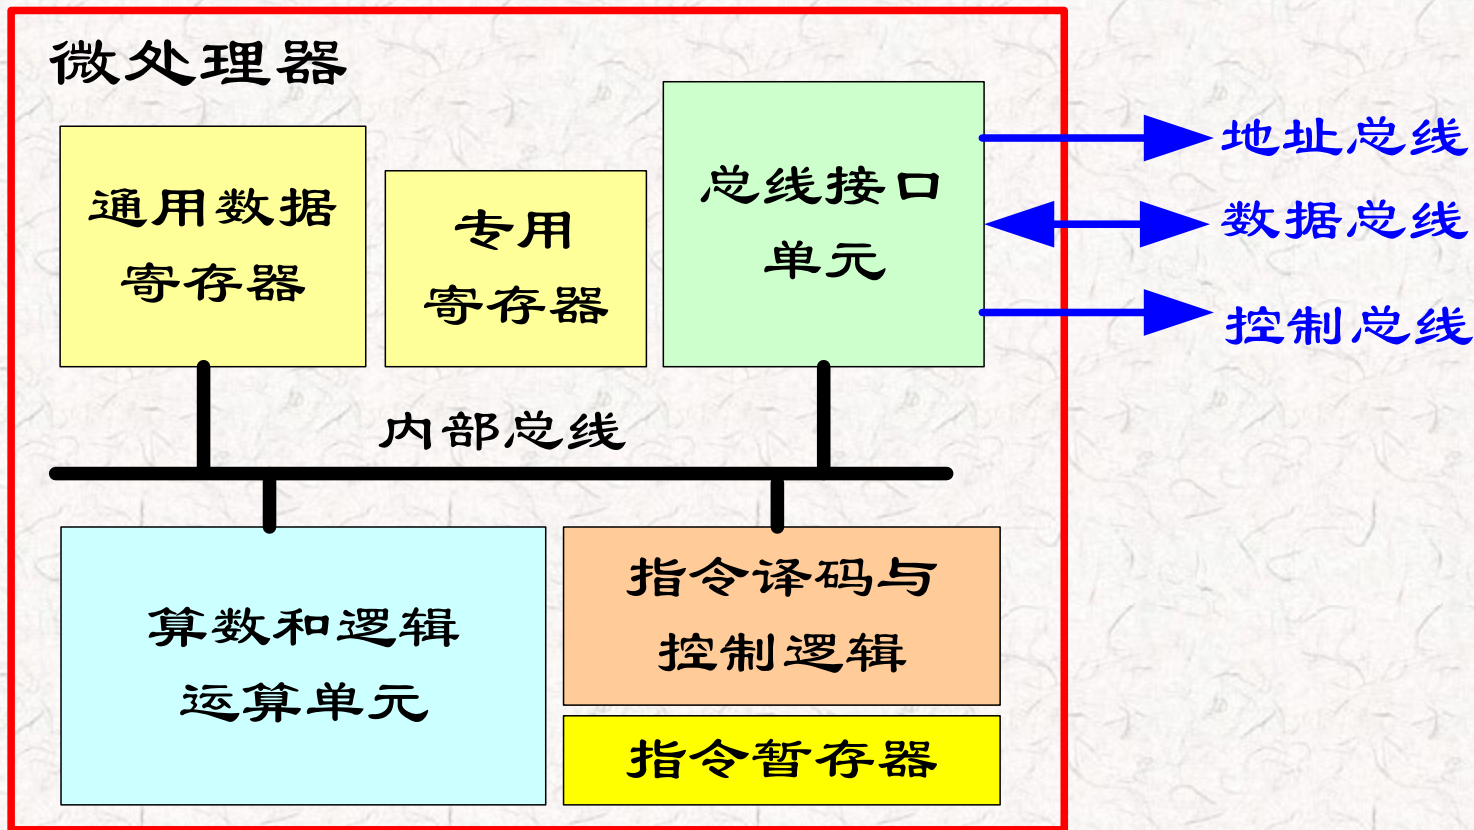 微处理器
通用数据
寄存器
专用
寄存器
总线接口
单元
地址总线
数据总线
控制总线
内部总线
算数和逻辑
运算单元
指令译码与
控制逻辑
指令暂存器